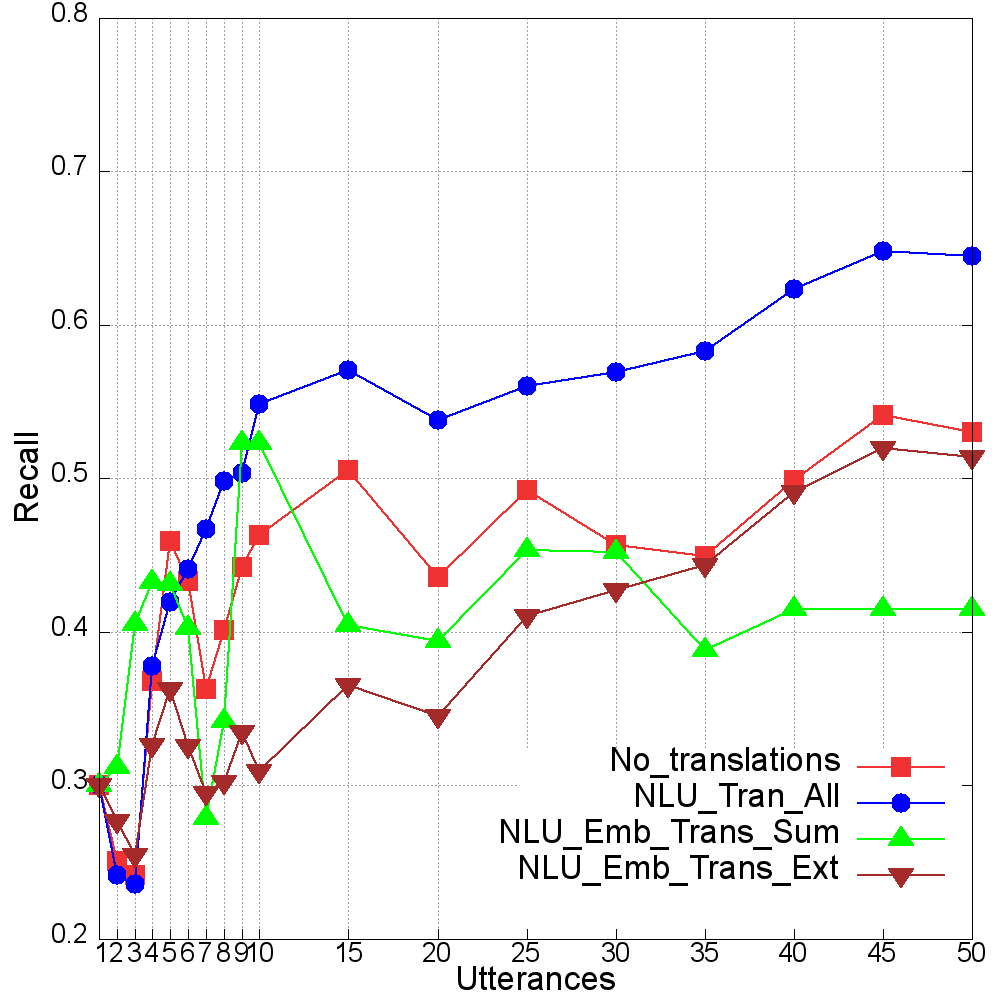 0.8
0.7
0.6
0.5
0.4
0.3
0.2
Recall
No_translations
NLU_Tran_All
NLU_Emb_Trans_Sum
NLU_Emb_Trans_Ext
1 2 3 4 5 6 7 8 9 10 15 20 25 30 35 40 45 50
Utterances